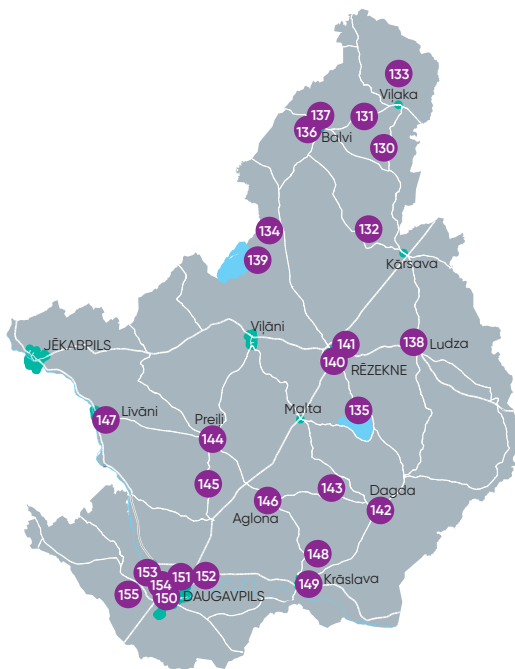 133
Viļaka
137
131
136
Balvi
130
134
132
139
Kārsava
Viļāni
141
138
Ludza
JĒKABPILS
140
RĒZEKNE
135
Malta
Līvāni
147
Preiļi
144
145
143
Dagda
146
142
Aglona
148
153
151
152
149
Krāslava
154
155
150
DAUGAVPILS